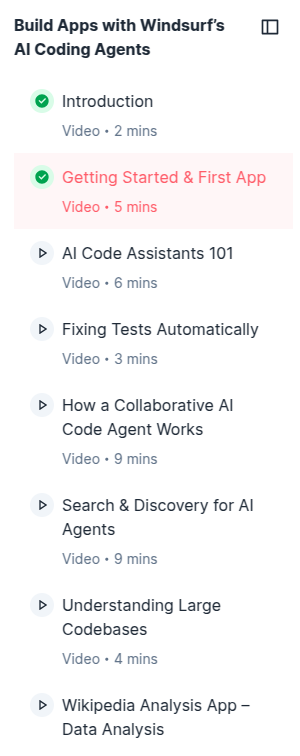 Build Apps with Windsurf's
AI Coding Agents
Introduction
Video • 2 mins
Getting Started & First App
Video • 5 mins
AI Code Assistants 101
Video • 6 mins
Fixing Tests Automatically
Video • 3 mins
How a Collaborative AI
Code Agent Works
Video • 9 mins
Search & Discovery for AI
Agents
Video • 9 mins
Understanding Large
Codebases
Video • 4 mins
Wikipedia Analysis App –
Data Analysis